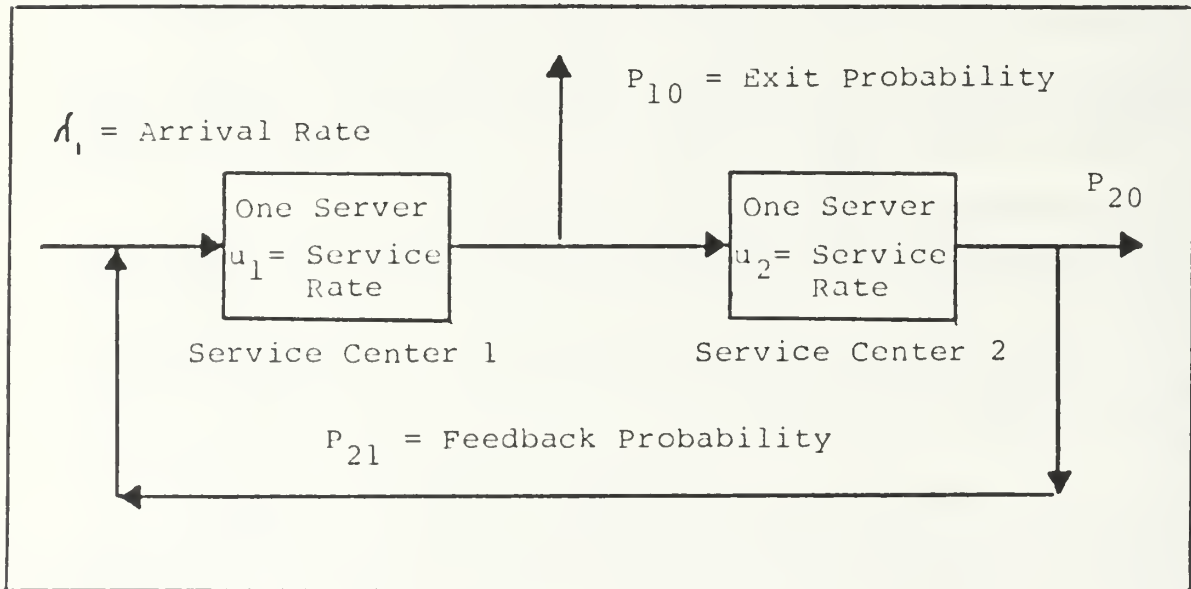 P10 = Exit Probability
λ1 = Arrival Rate
P20
One Server
u1= Service
Rate
One Server
u2= Service
Rate
Service Center 1
Service Center 2
P21 = Feedback Probability